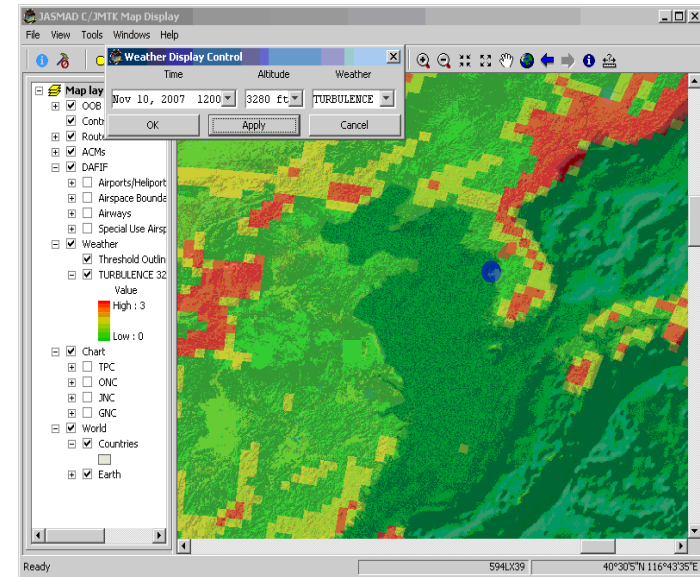 JASMAD C/JMTK Map Display
File View Tools Windows Help
Weather Display Control
Time Altitude Weather
Nov 10, 2007 1200 3280 ft TURBULENCE
OK Apply Cancel
Map lay
OOB
Contr
Route
ACMs
DAFIF
Airports/Heliport
Airspace Bounda
Airways
Special Use Airsp
Weather
Threshold Outlin
TURBULENCE 32
Value
High : 3
Low : 0
Chart
TPC
ONC
JNC
GNC
World
Countries
Earth
Ready 594LX39 40°30'5"N 116°43'35"E